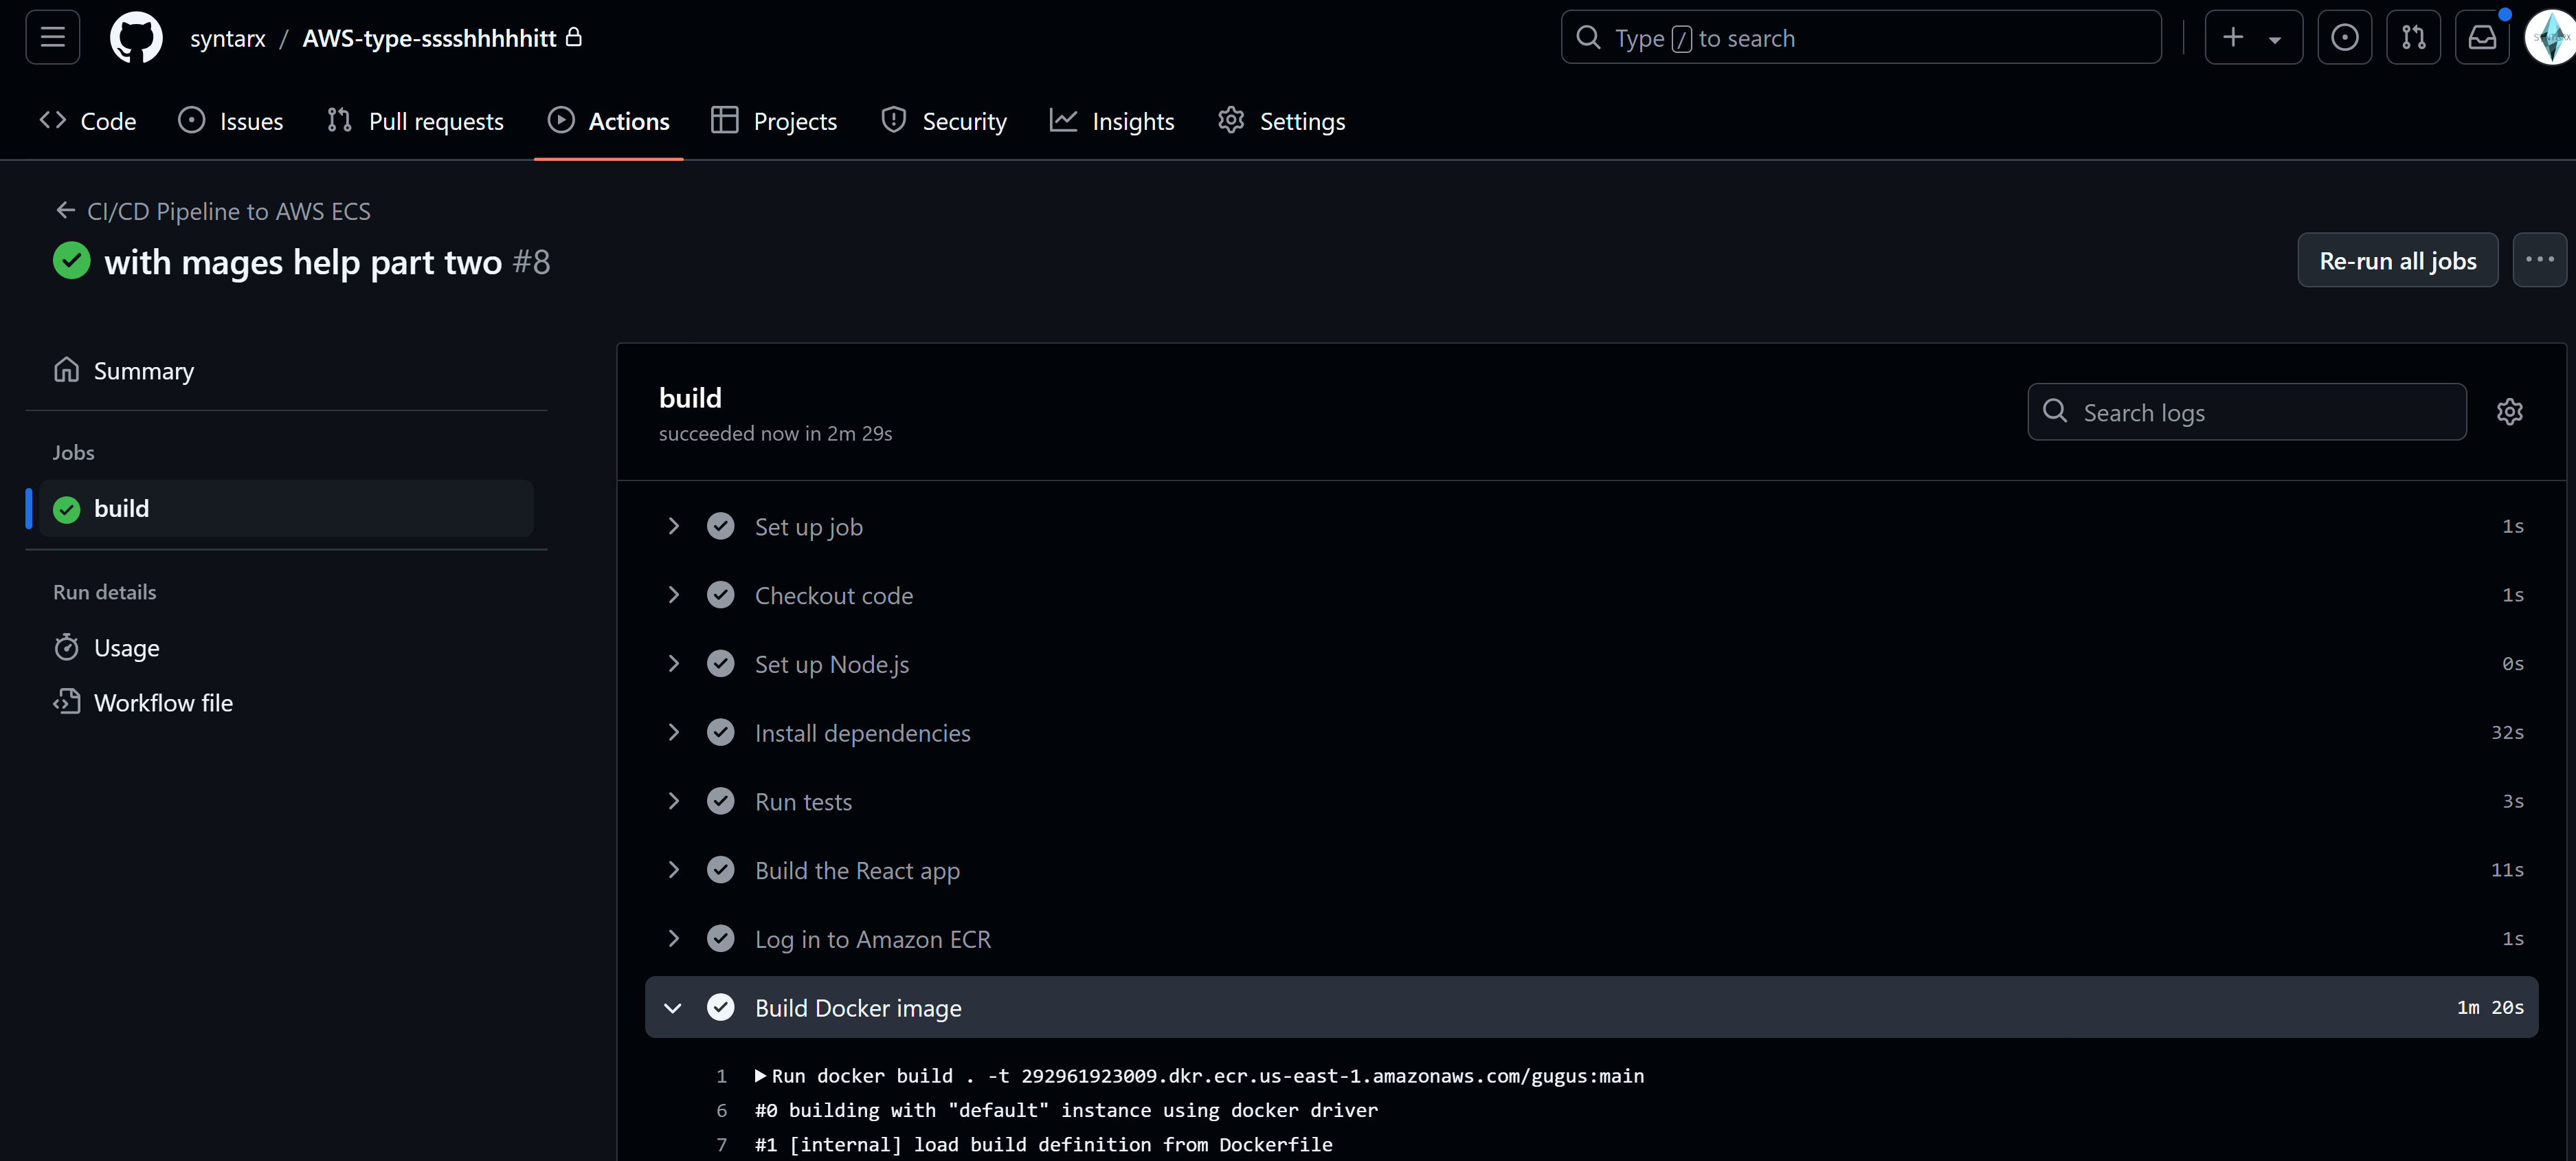 syntarx / AWS-type-sssshhhhhitt
Type / to search
Code Issues Pull requests Actions Projects Security Insights Settings
CI/CD Pipeline to AWS ECS
with mages help part two #8
Re-run all jobs
Summary
Jobs
build
Run details
Usage
Workflow file
build
succeeded now in 2m 29s
Search logs
Set up job 1s
Checkout code 1s
Set up Node.js 0s
Install dependencies 32s
Run tests 3s
Build the React app 11s
Log in to Amazon ECR 1s
Build Docker image 1m 20s
1 Run docker build . -t 292961923009.dkr.ecr.us-east-1.amazonaws.com/gugus:main
6 #0 building with "default" instance using docker driver
7 #1 [internal] load build definition from Dockerfile